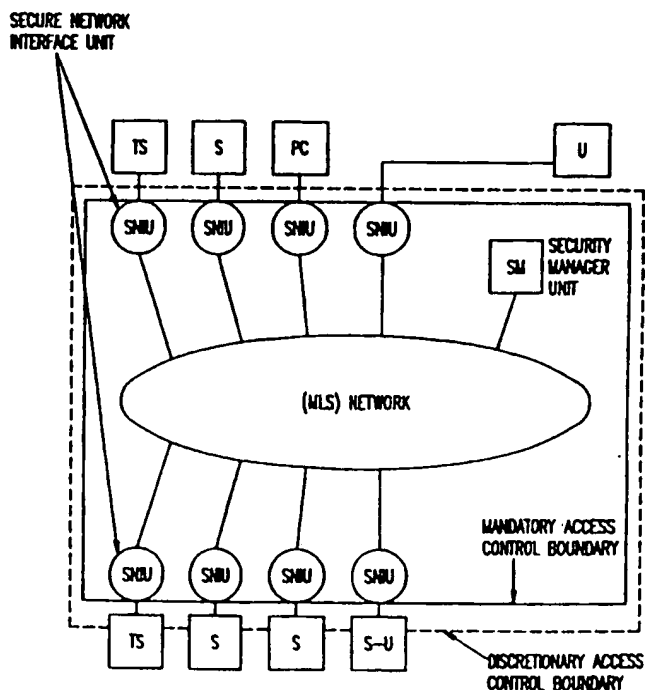 SECURE NETWORK
INTERFACE UNIT
TS
S
PC
U
SNIU
SNIU
SNIU
SNIU
SM
SECURITY
MANAGER
UNIT
(MLS) NETWORK
MANDATORY ACCESS
CONTROL BOUNDARY
SNIU
SNIU
SNIU
SNIU
TS
S
S
S-U
DISCRETIONARY ACCESS
CONTROL BOUNDARY